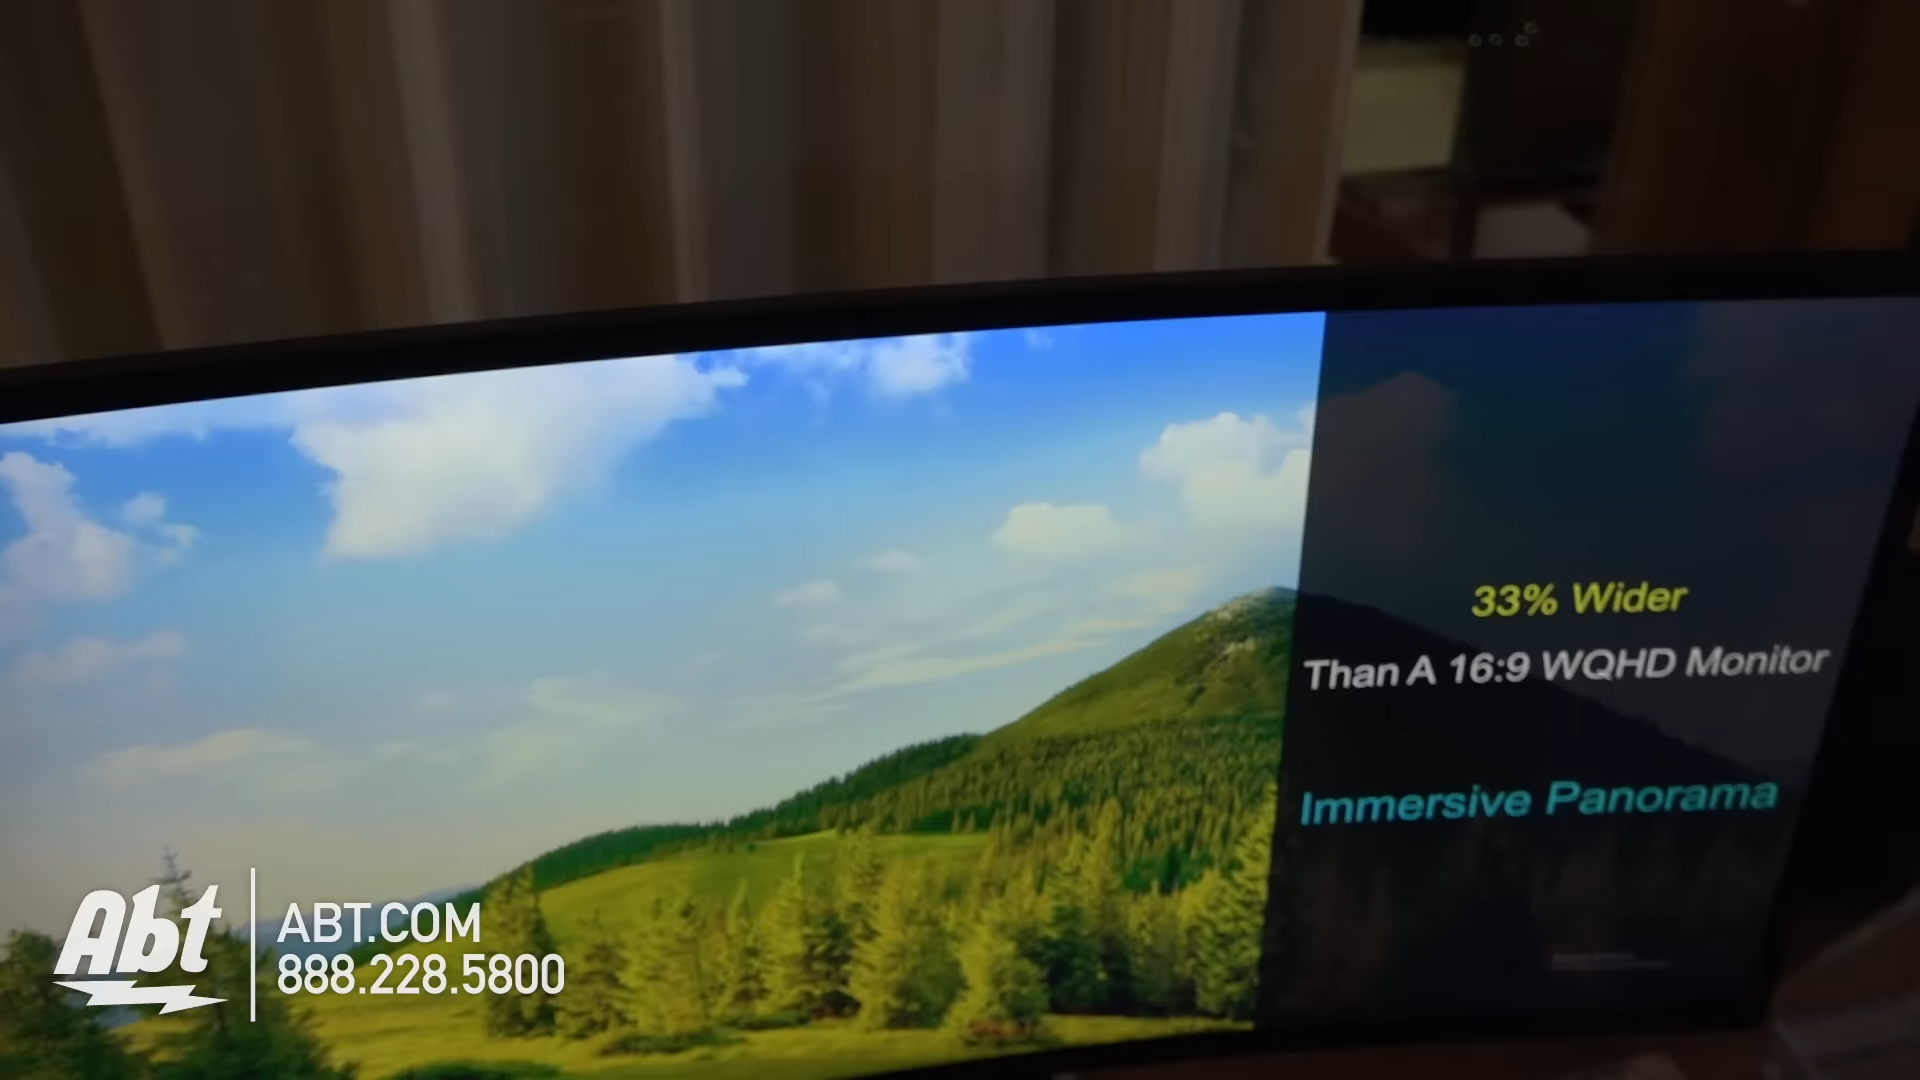 33% Wider
Than A 16:9 WQHD Monitor
Immersive Panorama
Abt
ABT.COM
888.228.5800